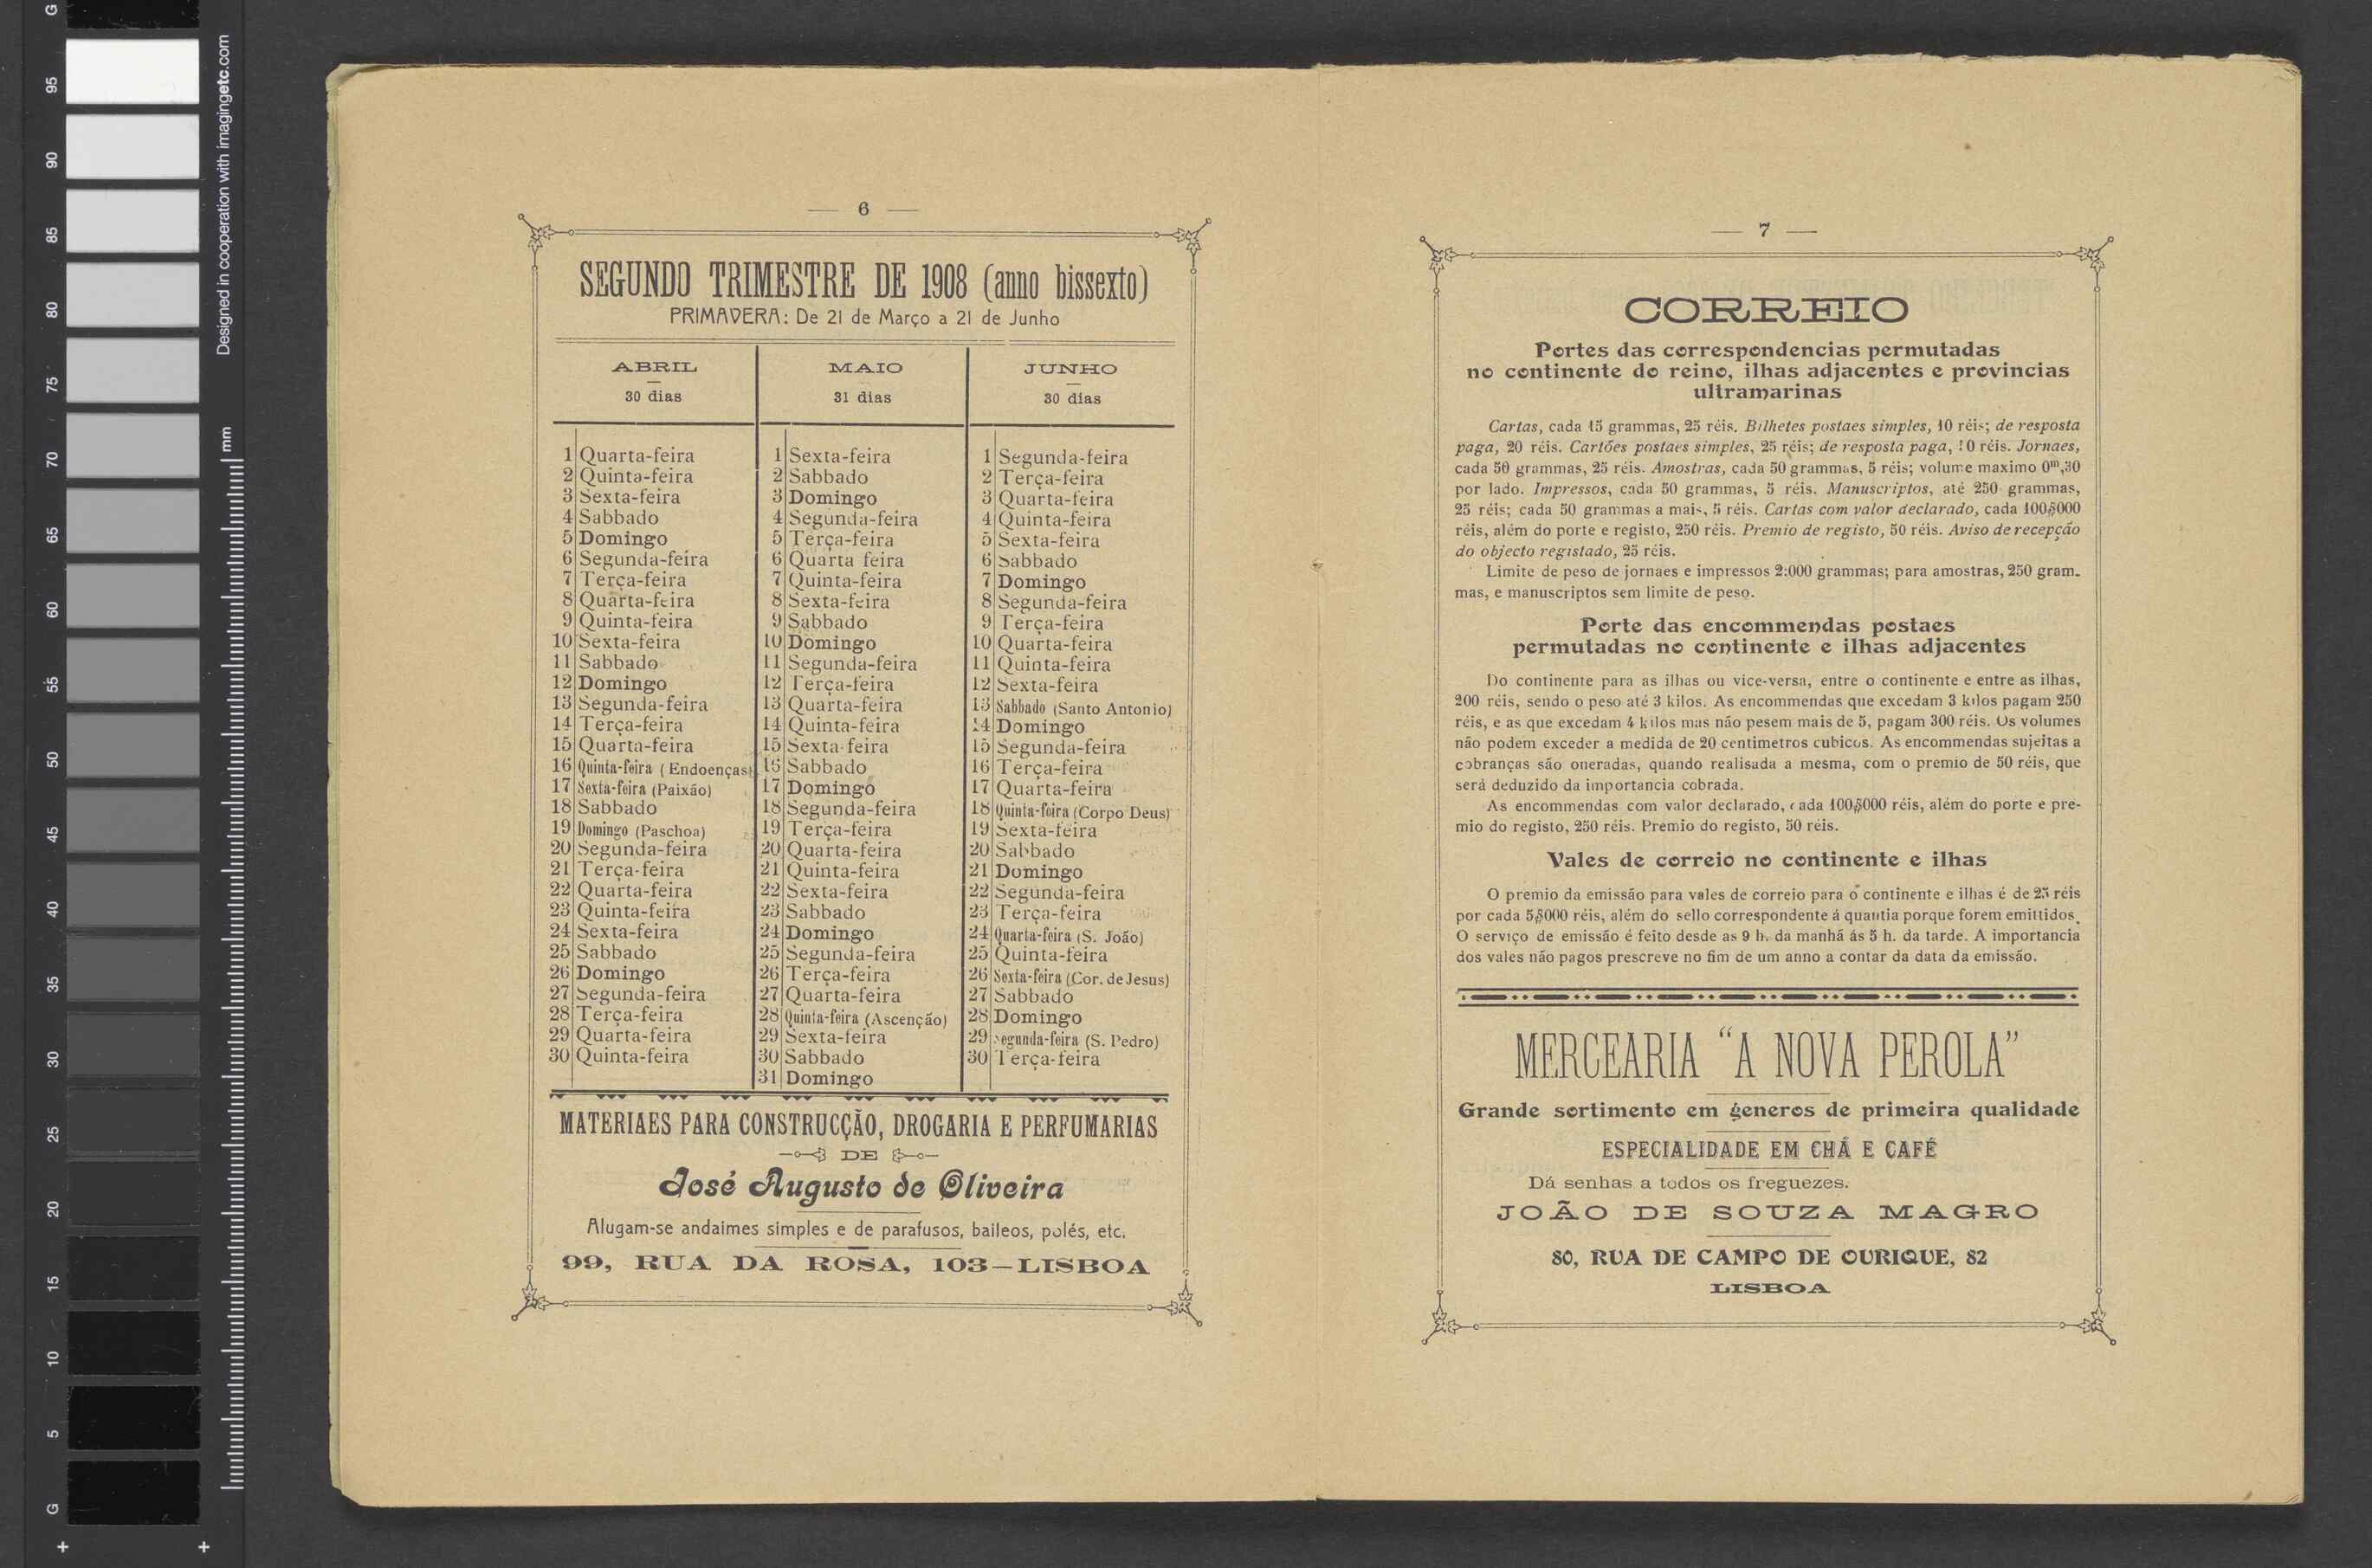 — 6 —
SEGUNDO TRIMESTRE DE 1908 (anno bissexto)
PRIMAVERA: De 21 de Março a 21 de Junho
ABRIL
30 dias
1 Quarta-feira
2 Quinta-feira
3 Sexta-feira
4 Sabbado
5 Domingo
6 Segunda-feira
7 Terça-feira
8 Quarta-feira
9 Quinta-feira
10 Sexta-feira
11 Sabbado
12 Domingo
13 Segunda-feira
14 Terça-feira
15 Quarta-feira
16 Quinta-feira (Endoenças)
17 Sexta-feira (Paixão)
18 Sabbado
19 Domingo (Paschoa)
20 Segunda-feira
21 Terça-feira
22 Quarta-feira
23 Quinta-feira
24 Sexta-feira
25 Sabbado
26 Domingo
27 Segunda-feira
28 Terça-feira
29 Quarta-feira
30 Quinta-feira
MAIO
31 dias
1 Sexta-feira
2 Sabbado
3 Domingo
4 Segunda-feira
5 Terça-feira
6 Quarta feira
7 Quinta-feira
8 Sexta-feira
9 Sabbado
10 Domingo
11 Segunda-feira
12 Terça-feira
13 Quarta-feira
14 Quinta-feira
15 Sexta-feira
16 Sabbado
17 Domingo
18 Segunda-feira
19 Terça-feira
20 Quarta-feira
21 Quinta-feira
22 Sexta-feira
23 Sabbado
24 Domingo
25 Segunda-feira
26 Terça-feira
27 Quarta-feira
28 Quinta-feira (Ascenção)
29 Sexta-feira
30 Sabbado
31 Domingo
JUNHO
30 dias
1 Segunda-feira
2 Terça-feira
3 Quarta-feira
4 Quinta-feira
5 Sexta-feira
6 Sabbado
7 Domingo
8 Segunda-feira
9 Terça-feira
10 Quarta-feira
11 Quinta-feira
12 Sexta-feira
13 Sabbado (Santo Antonio)
14 Domingo
15 Segunda-feira
16 Terça-feira
17 Quarta-feira
18 Quinta-feira (Corpo Deus)
19 Sexta-feira
20 Sabbado
21 Domingo
22 Segunda-feira
23 Terça-feira
24 Quarta-feira (S. João)
25 Quinta-feira
26 Sexta-feira (Cor. de Jesus)
27 Sabbado
28 Domingo
29 Segunda-feira (S. Pedro)
30 Terça-feira
MATERIAES PARA CONSTRUCÇÃO, DROGARIA E PERFUMARIAS
DE
José Augusto de Oliveira
Alugam-se andaimes simples e de parafusos, baileos, polés, etc.
99, RUA DA ROSA, 103—LISBOA
— 7 —
CORREIO
Portes das correspondencias permutadas
no continente do reino, ilhas adjacentes e provincias
ultramarinas
Cartas, cada 15 grammas, 25 réis. Bilhetes postaes simples, 10 réis; de resposta
paga, 20 réis. Cartões postaes simples, 25 réis; de resposta paga, 0 réis. Jornaes,
cada 50 grammas, 25 réis. Amostras, cada 50 grammas, 5 réis; volume maximo 0m,30
por lado. Impressos, cada 50 grammas, 5 réis. Manuscriptos, até 250 grammas,
25 réis; cada 50 grammas a mais, 5 réis. Cartas com valor declarado, cada 100$000
réis, além do porte e registo, 250 réis. Premio de registo, 50 réis. Aviso de recepção
do objecto registado, 25 réis.
Limite de peso de jornaes e impressos 2:000 grammas; para amostras, 250 gram-
mas, e manuscriptos sem limite de peso.
Porte das encommendas postaes
permutadas no continente e ilhas adjacentes
Do continente para as ilhas ou vice-versa, entre o continente e entre as ilhas,
200 réis, sendo o peso até 3 kilos. As encommendas que excedam 3 kilos pagam 250
réis, e as que excedam 4 kilos mas não pesem mais de 5, pagam 300 réis. Os volumes
não podem exceder a medida de 20 centimetros cubicos. As encommendas sujeitas a
cobranças são oneradas, quando realisada a mesma, com o premio de 50 réis, que
será deduzido da importancia cobrada.
As encommendas com valor declarado, cada 100$000 réis, além do porte e pre-
mio do registo, 250 réis. Premio do registo, 50 réis.
Vales de correio no continente e ilhas
O premio da emissão para vales de correio para o continente e ilhas é de 25 réis
por cada 5$000 réis, além do sello correspondente á quantia porque forem emittidos.
O serviço de emissão é feito desde as 9 h. da manhã ás 5 h. da tarde. A importancia
dos vales não pagos prescreve no fim de um anno a contar da data da emissão.
MERCEARIA “A NOVA PEROLA”
Grande sortimento em generos de primeira qualidade
ESPECIALIDADE EM CHÁ E CAFÉ
Dá senhas a todos os freguezes.
JOÃO DE SOUZA MAGRO
80, RUA DE CAMPO DE OURIQUE, 82
LISBOA
G
95
90
85
80
75
70
65
60
55
50
45
40
35
30
25
20
15
10
5
G
mm
Designed in cooperation with imagingetc.com